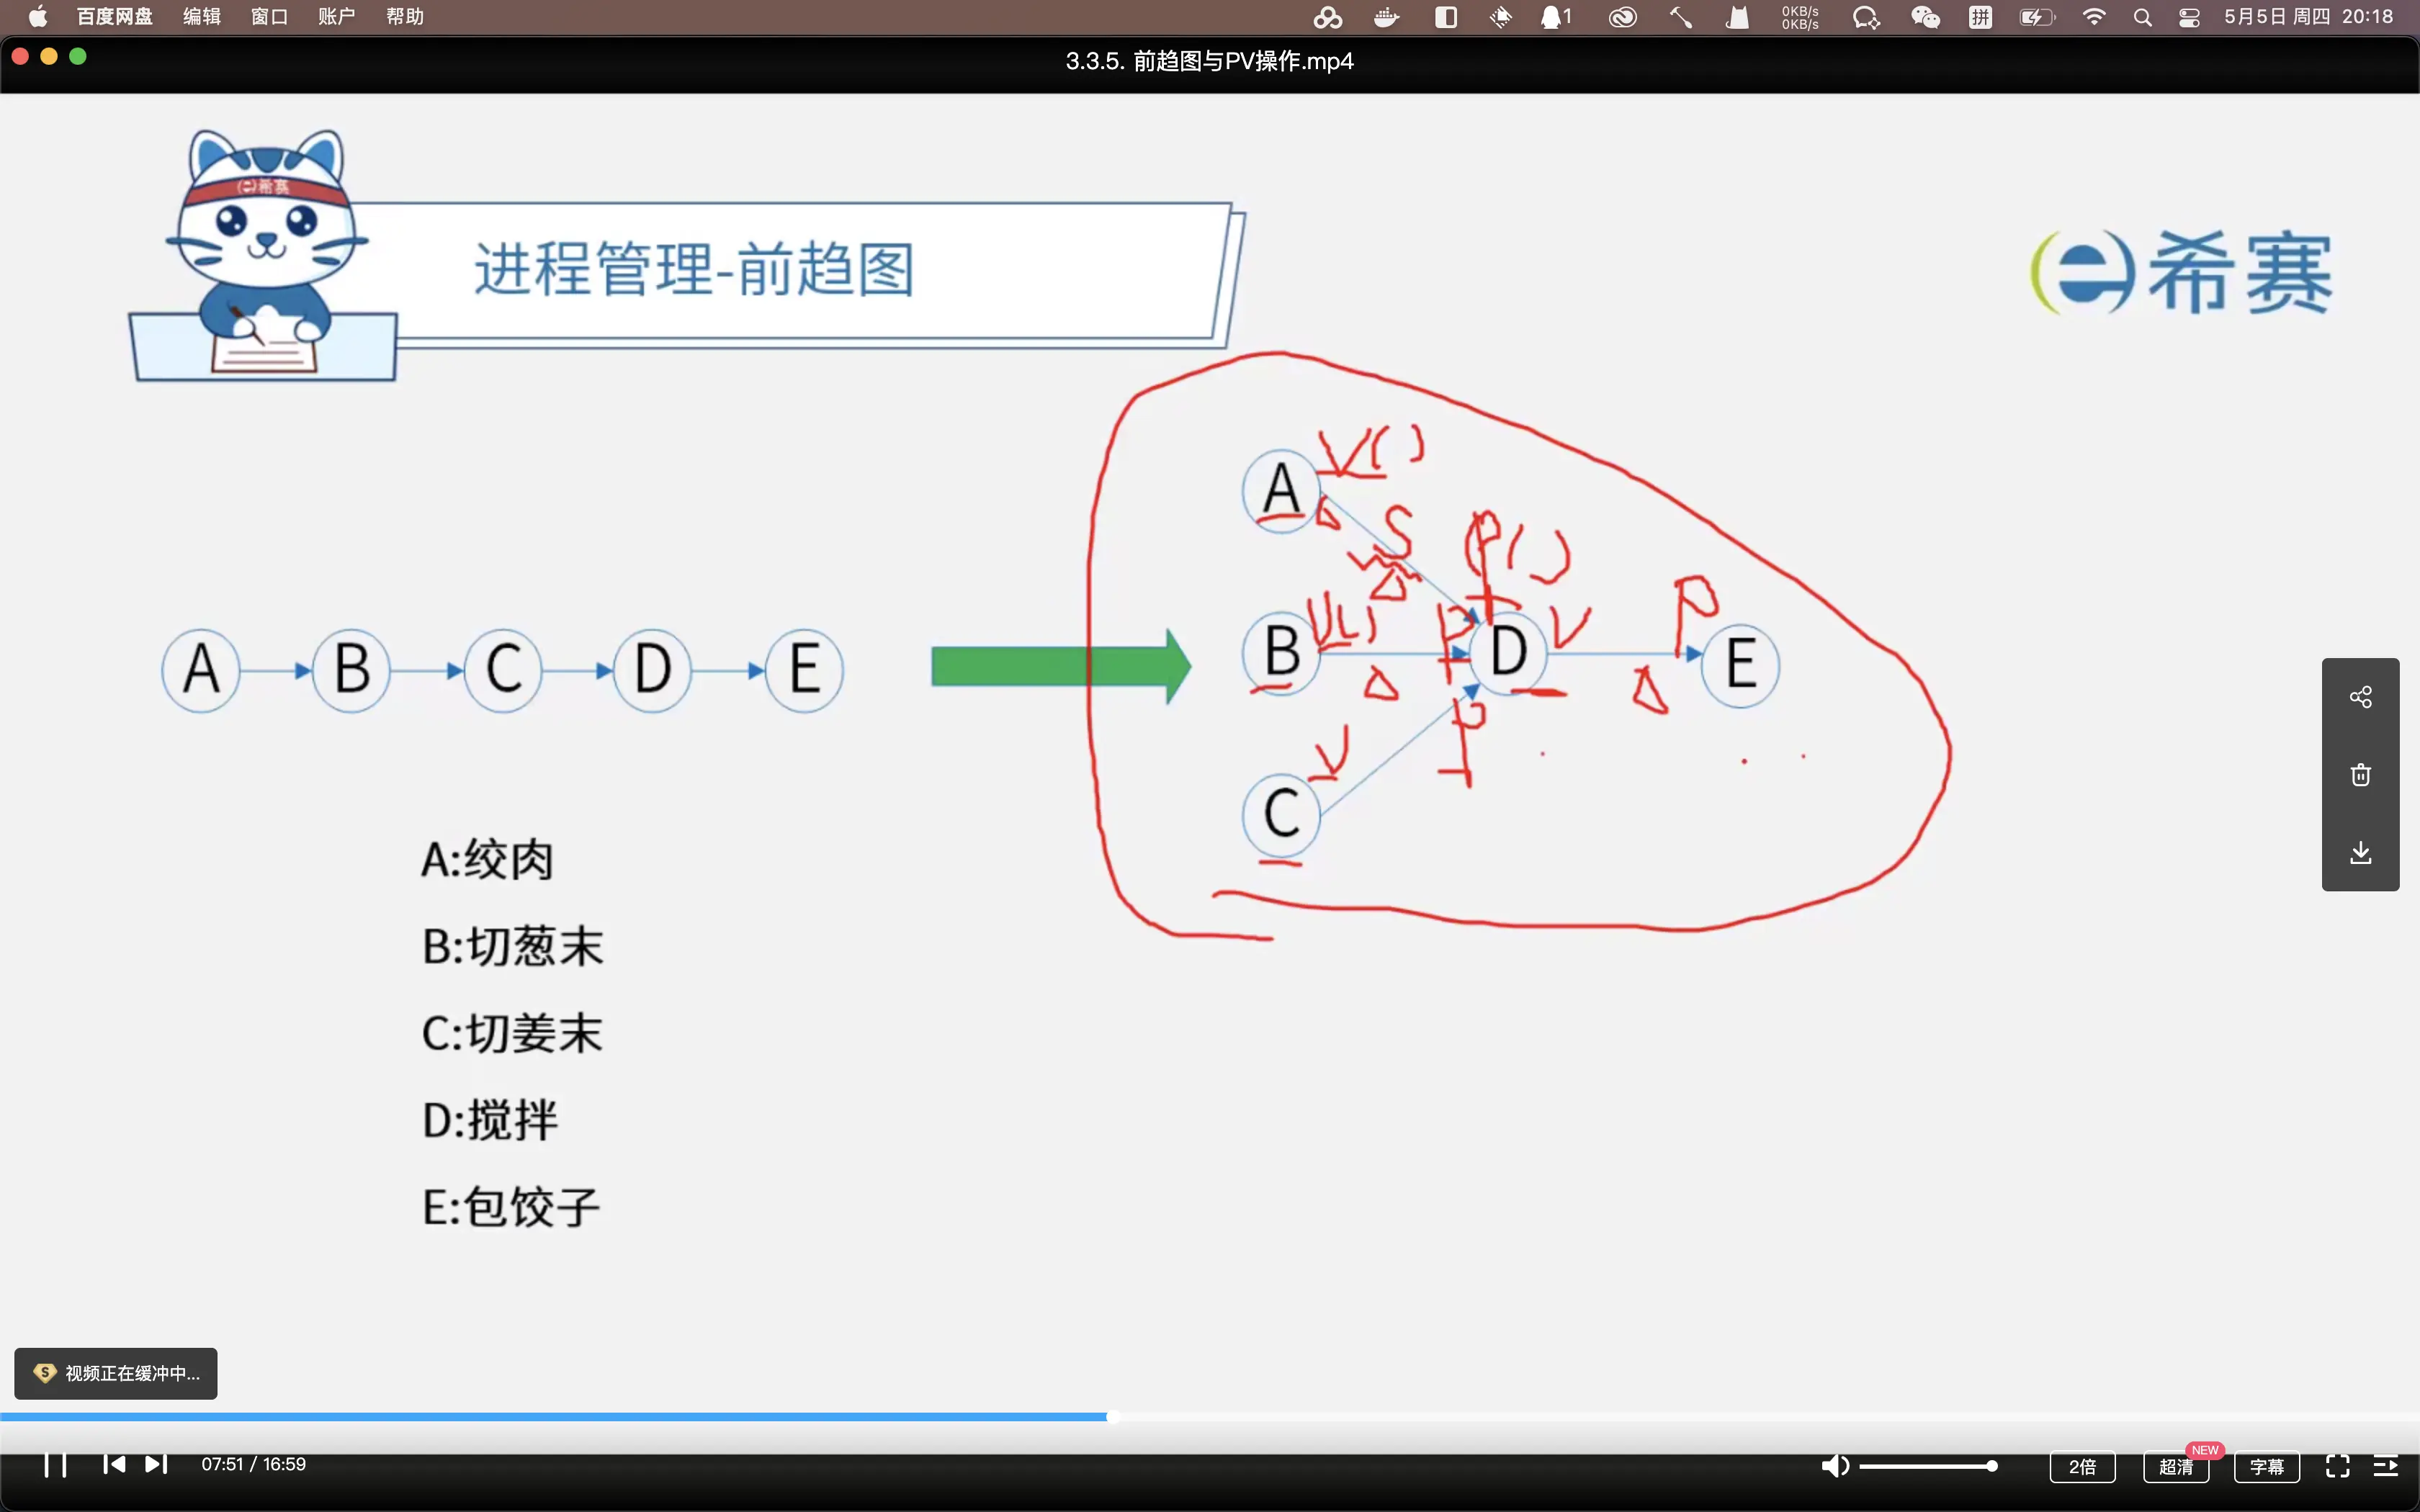 百度网盘 编辑 窗口 账户 帮助
1 0KB/s 0KB/s 拼 5月5日 周四 20:18
3.3.5. 前趋图与PV操作.mp4
希赛
进程管理-前趋图
希赛
A V( )
S P( )
B V( ) P D V P E
C V P
A B C D E
A:绞肉
B:切葱末
C:切姜末
D:搅拌
E:包饺子
S 视频正在缓冲中...
07:51 / 16:59
2倍 超清 NEW 字幕